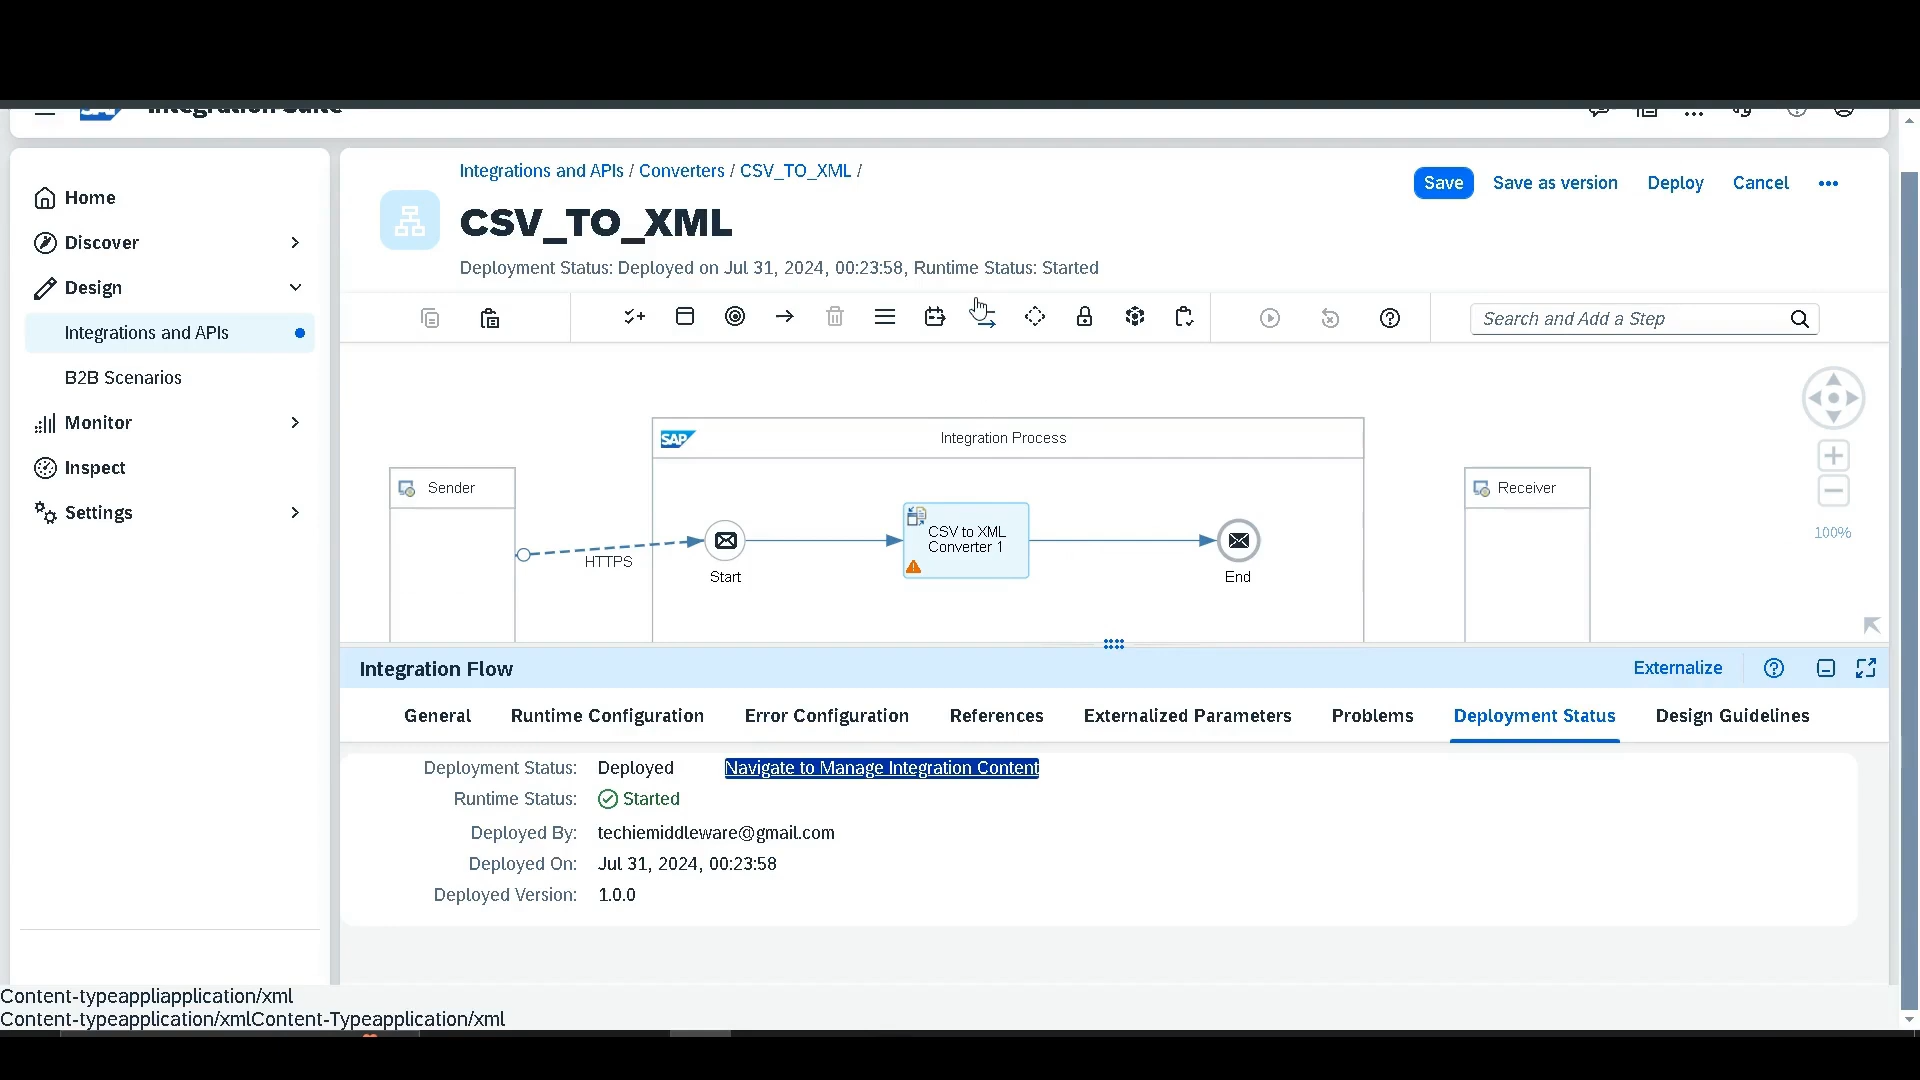 Integration Suite
Home
Discover
Design
Integrations and APIs
B2B Scenarios
Monitor
Inspect
Settings
Integrations and APIs / Converters / CSV_TO_XML /
CSV_TO_XML
Deployment Status: Deployed on Jul 31, 2024, 00:23:58, Runtime Status: Started
Save
Save as version
Deploy
Cancel
Search and Add a Step
SAP
Integration Process
Sender
HTTPS
Start
CSV to XML
Converter 1
End
Receiver
100%
Integration Flow
Externalize
General
Runtime Configuration
Error Configuration
References
Externalized Parameters
Problems
Deployment Status
Design Guidelines
Deployment Status: Deployed
Navigate to Manage Integration Content
Runtime Status: Started
Deployed By: techiemiddleware@gmail.com
Deployed On: Jul 31, 2024, 00:23:58
Deployed Version: 1.0.0
Content-typeappliapplication/xml
Content-typeapplication/xmlContent-Typeapplication/xml